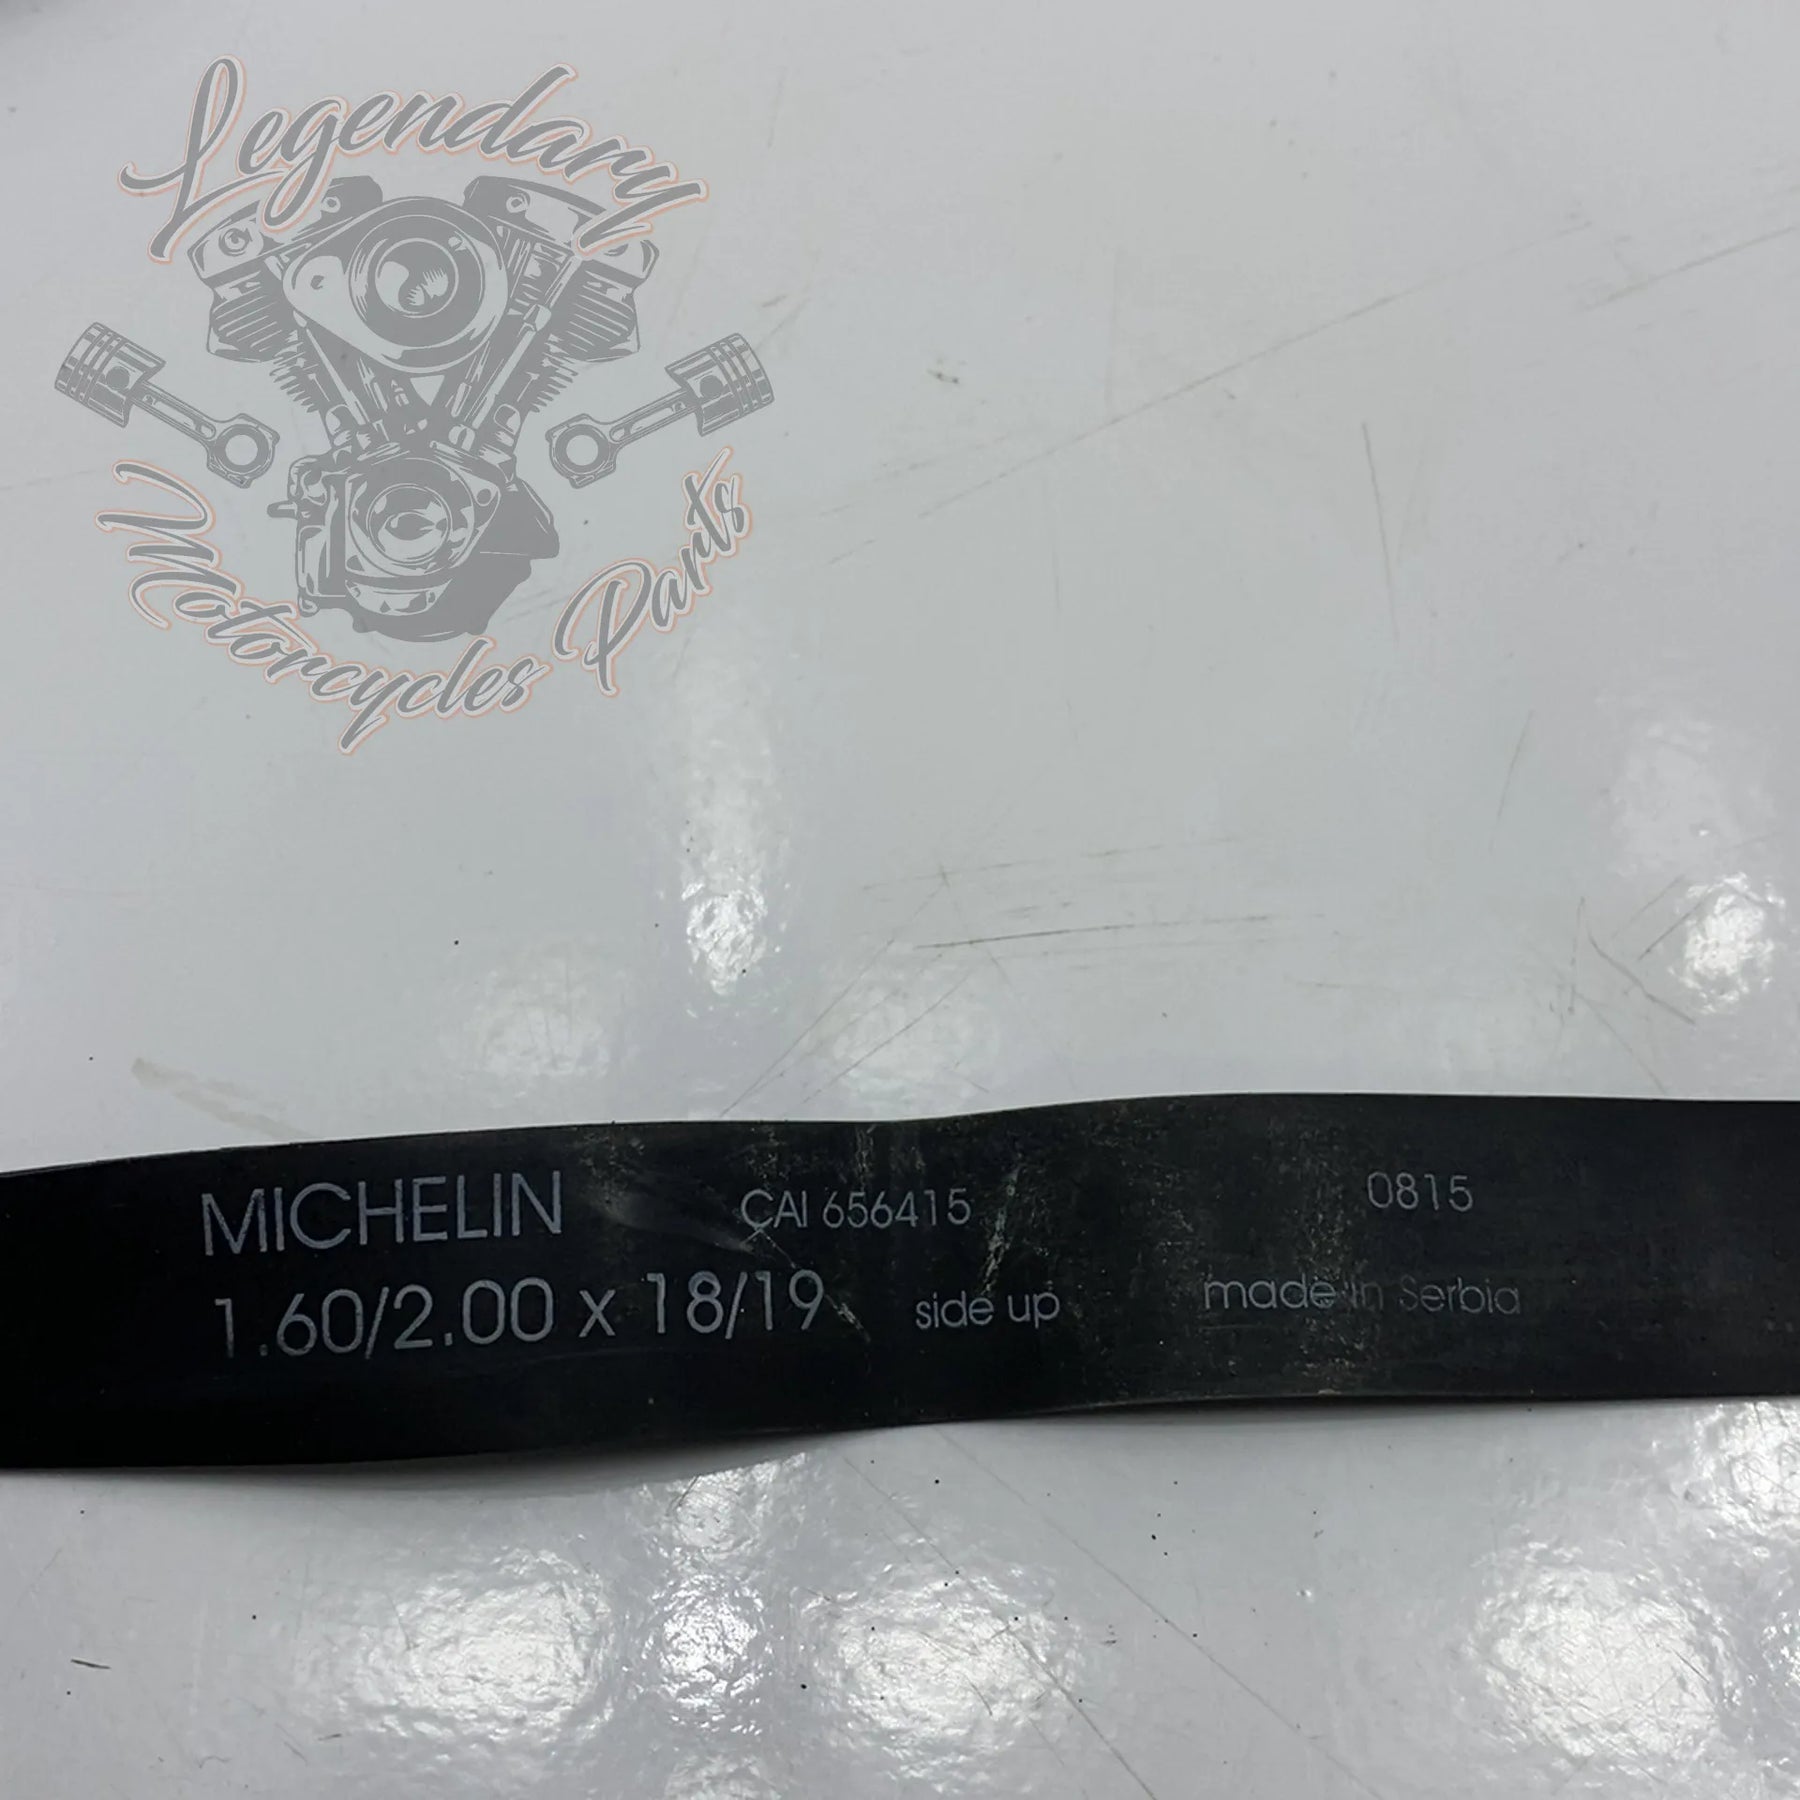 Legendary
Motorcycles Parts
MICHELIN CAI 656415 0815
1.60/2.00 x 18/19 side up made in Serbia